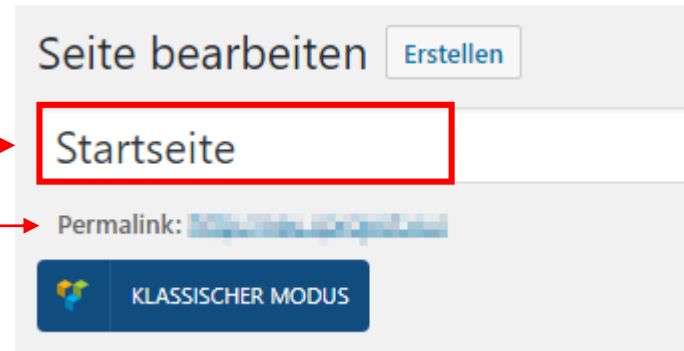 Seite bearbeiten Erstellen
Startseite
Permalink:
KLASSISCHER MODUS